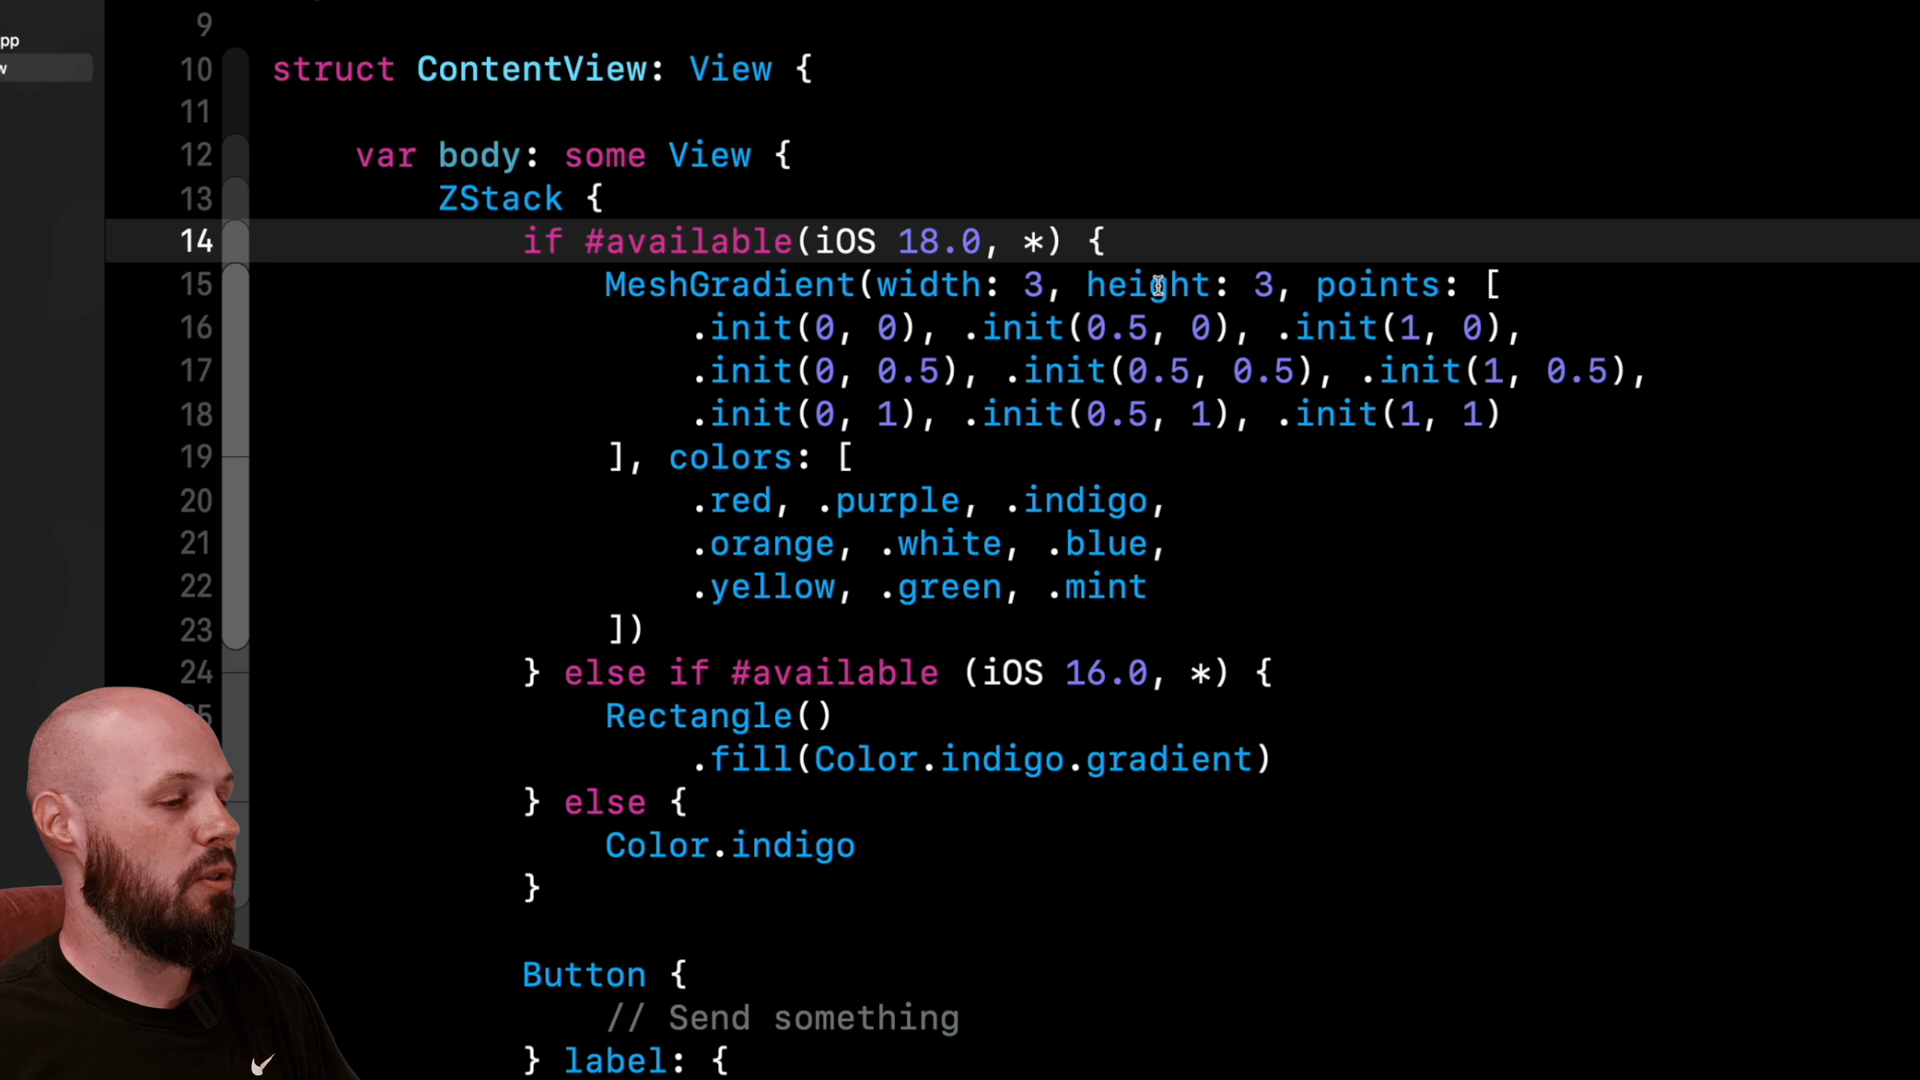 pp
w
9
10 struct ContentView: View {
11
12 var body: some View {
13 ZStack {
14 if #available(iOS 18.0, *) {
15 MeshGradient(width: 3, height: 3, points: [
16 .init(0, 0), .init(0.5, 0), .init(1, 0),
17 .init(0, 0.5), .init(0.5, 0.5), .init(1, 0.5),
18 .init(0, 1), .init(0.5, 1), .init(1, 1)
19 ], colors: [
20 .red, .purple, .indigo,
21 .orange, .white, .blue,
22 .yellow, .green, .mint
23 ])
24 } else if #available (iOS 16.0, *) {
Rectangle()
.fill(Color.indigo.gradient)
} else {
Color.indigo
}
Button {
// Send something
} label: {